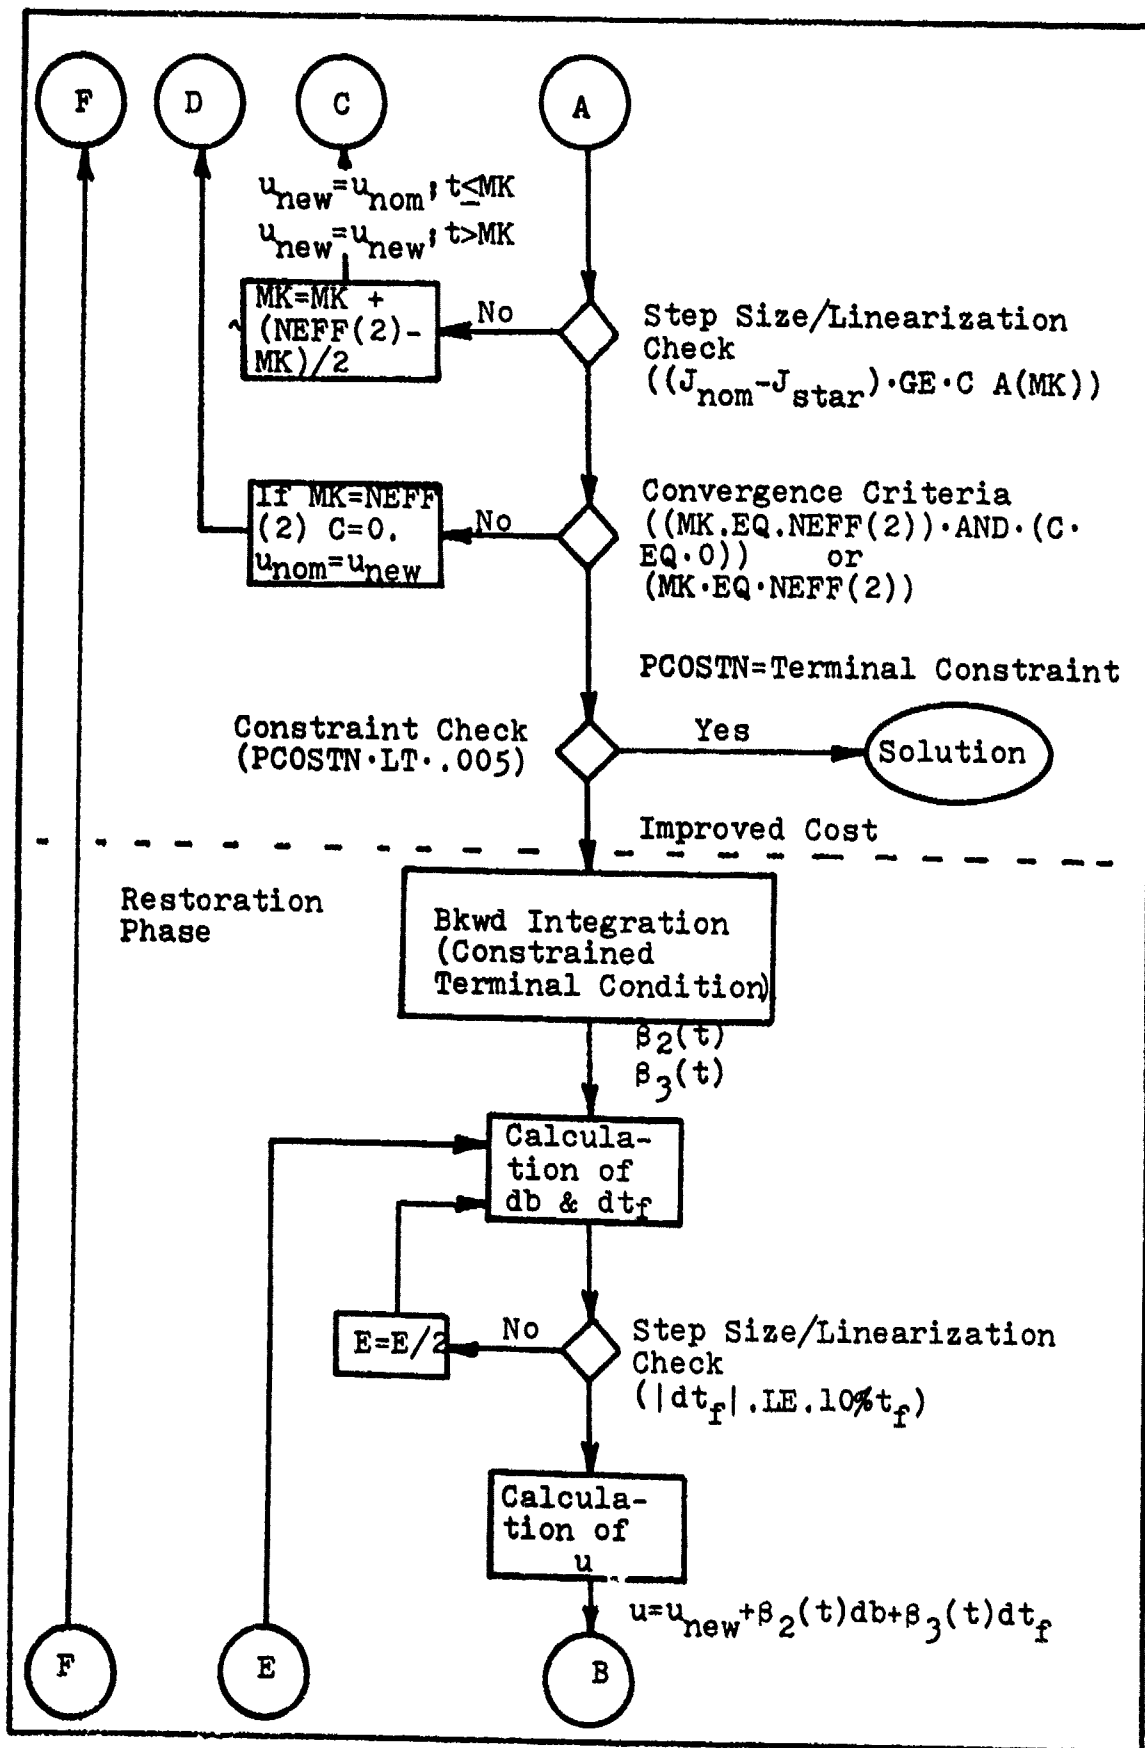 F
D
C
A
u_new=u_nom; t≤MK
u_new=u_new; t>MK
MK=MK +
(NEFF(2)-
MK)/2
No
Step Size/Linearization
Check
((J_nom-J_star)·GE·C A(MK))
If MK=NEFF
(2) C=0.
u_nom=u_new
No
Convergence Criteria
((MK.EQ.NEFF(2))·AND·(C·
EQ·0)) or
(MK·EQ·NEFF(2))
PCOSTN=Terminal Constraint
Constraint Check
(PCOSTN·LT·.005)
Yes
Solution
Improved Cost
Restoration
Phase
Bkwd Integration
(Constrained
Terminal Condition)
β₂(t)
β₃(t)
Calcula-
tion of
db & dt_f
E=E/2
No
Step Size/Linearization
Check
(|dt_f|.LE.10%t_f)
Calcula-
tion of
u
u=u_new+β₂(t)db+β₃(t)dt_f
F
E
B